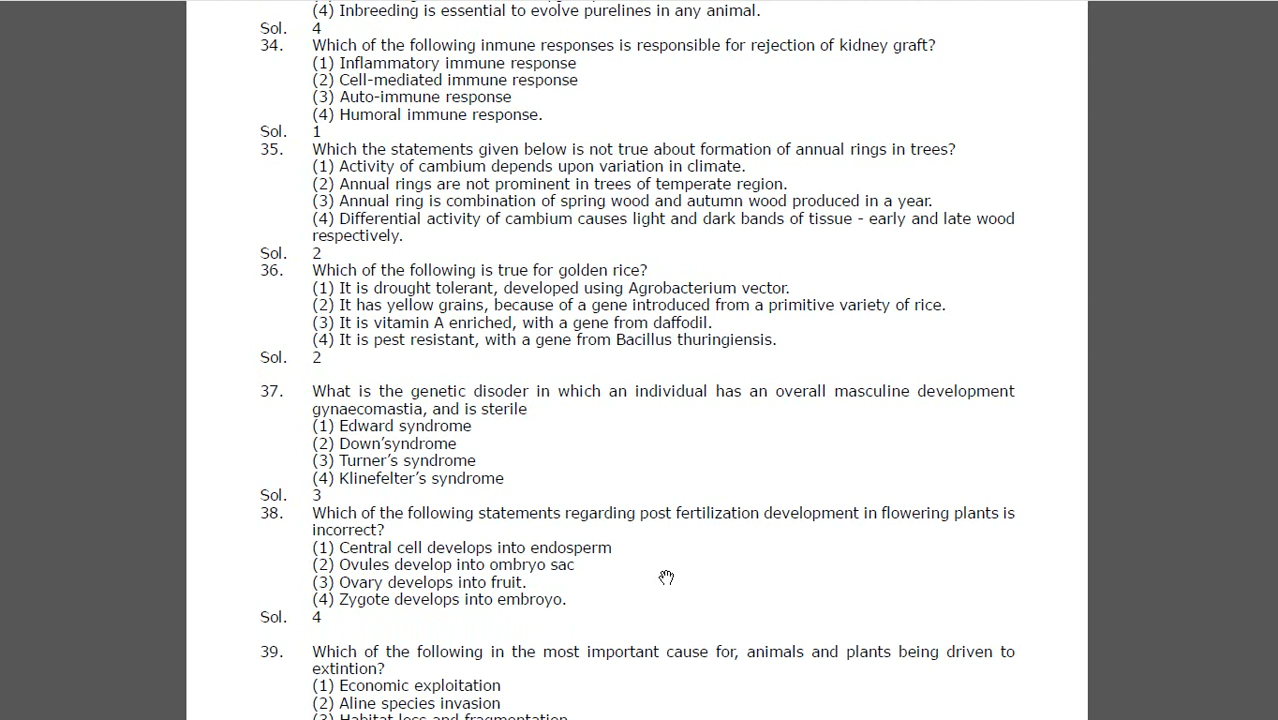 (4) Inbreeding is essential to evolve purelines in any animal.
Sol. 4
34. Which of the following inmune responses is responsible for rejection of kidney graft?
(1) Inflammatory immune response
(2) Cell-mediated immune response
(3) Auto-immune response
(4) Humoral immune response.
Sol. 1
35. Which the statements given below is not true about formation of annual rings in trees?
(1) Activity of cambium depends upon variation in climate.
(2) Annual rings are not prominent in trees of temperate region.
(3) Annual ring is combination of spring wood and autumn wood produced in a year.
(4) Differential activity of cambium causes light and dark bands of tissue - early and late wood
respectively.
Sol. 2
36. Which of the following is true for golden rice?
(1) It is drought tolerant, developed using Agrobacterium vector.
(2) It has yellow grains, because of a gene introduced from a primitive variety of rice.
(3) It is vitamin A enriched, with a gene from daffodil.
(4) It is pest resistant, with a gene from Bacillus thuringiensis.
Sol. 2
37. What is the genetic disoder in which an individual has an overall masculine development
gynaecomastia, and is sterile
(1) Edward syndrome
(2) Down’syndrome
(3) Turner’s syndrome
(4) Klinefelter’s syndrome
Sol. 3
38. Which of the following statements regarding post fertilization development in flowering plants is
incorrect?
(1) Central cell develops into endosperm
(2) Ovules develop into ombryo sac
(3) Ovary develops into fruit.
(4) Zygote develops into embroyo.
Sol. 4
39. Which of the following in the most important cause for, animals and plants being driven to
extintion?
(1) Economic exploitation
(2) Aline species invasion
(3) Habitat loss and fragmentation